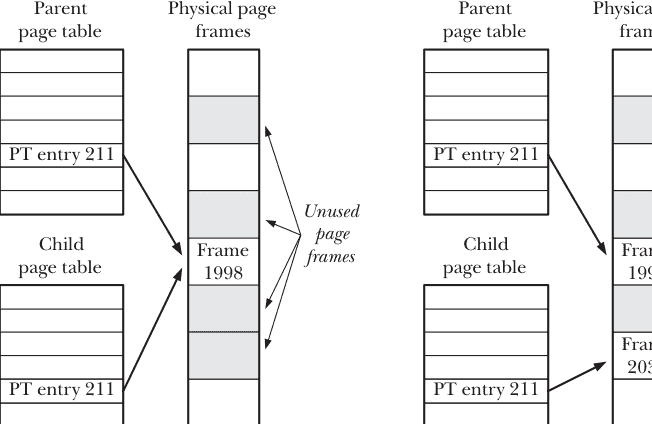 Parent
page table
Physical page
frames
PT entry 211
Unused
page
frames
Child
page table
Frame
1998
PT entry 211
Parent
page table
PT entry 211
Child
page table
PT entry 211